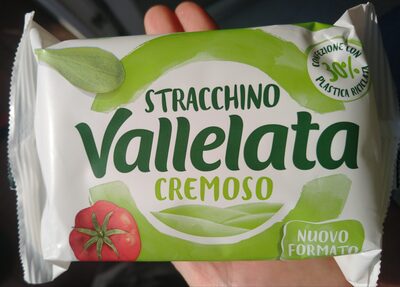 CONFEZIONE CON
30%
PLASTICA RICICLATA
STRACCHINO
Vallelata
CREMOSO
NUOVO
FORMATO